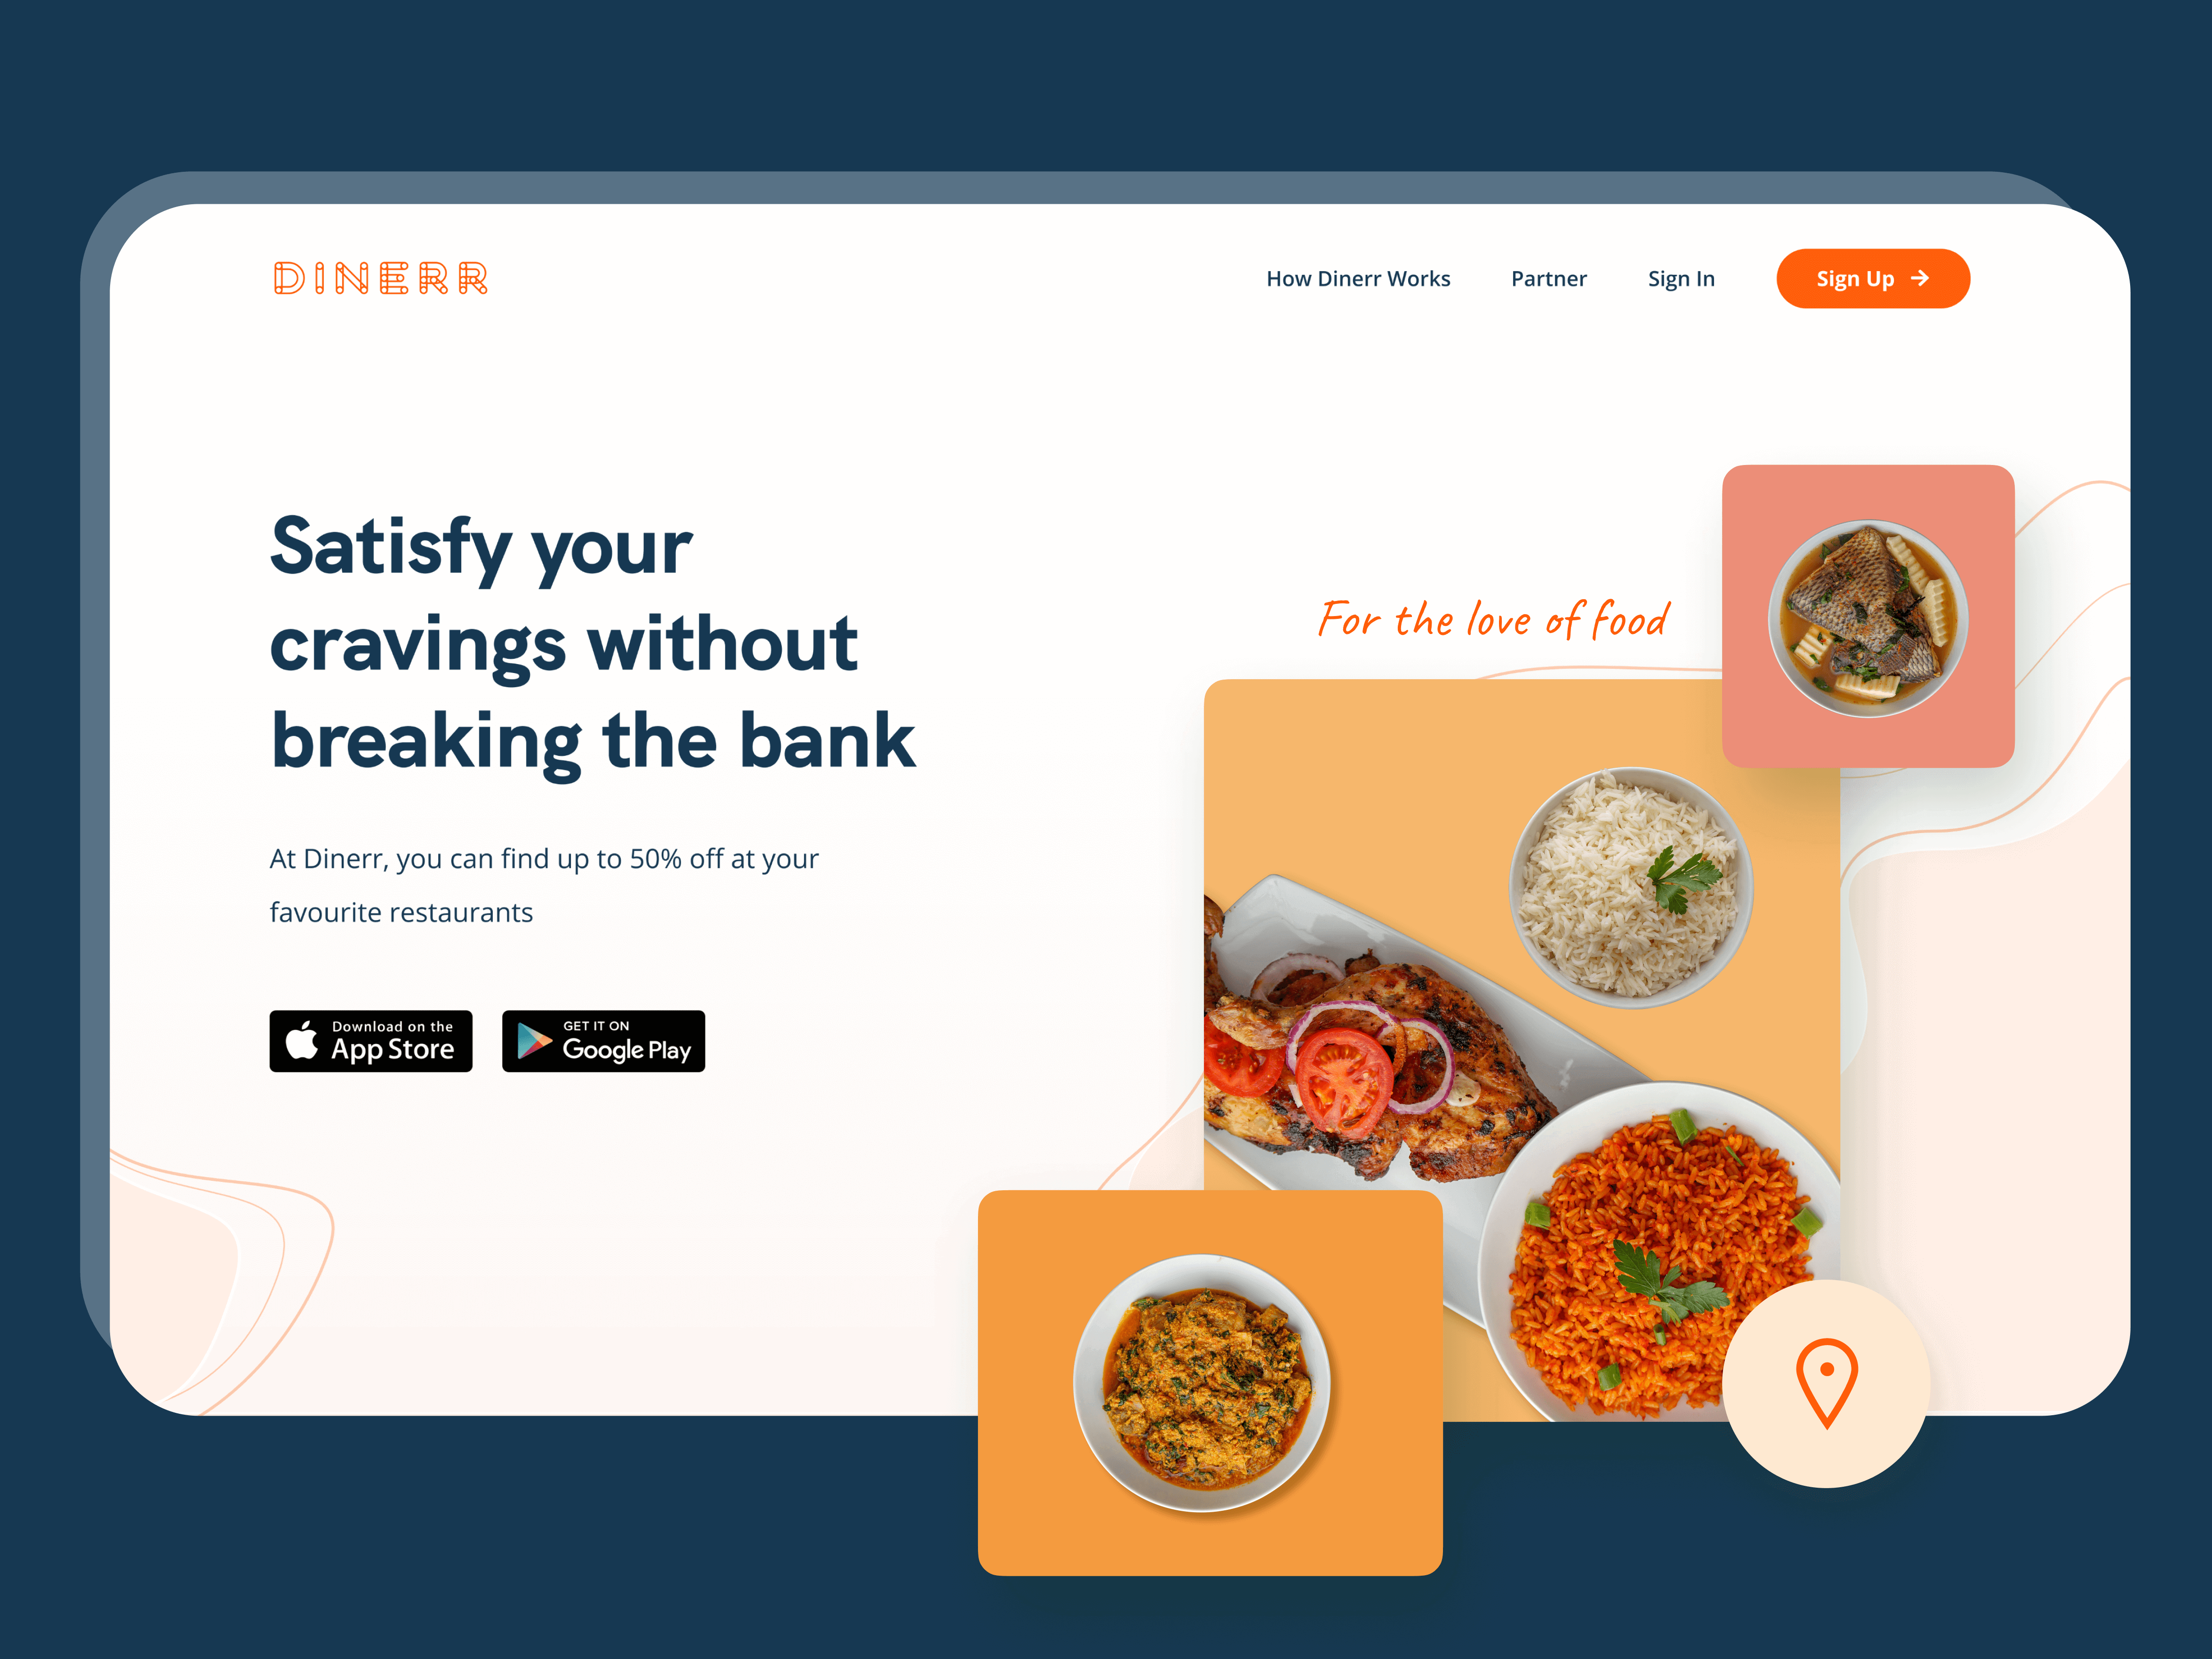 DINERR
How Dinerr Works
Partner
Sign In
Sign Up
Satisfy your
cravings without
breaking the bank
At Dinerr, you can find up to 50% off at your
favourite restaurants
Download on the
App Store
GET IT ON
Google Play
For the love of food